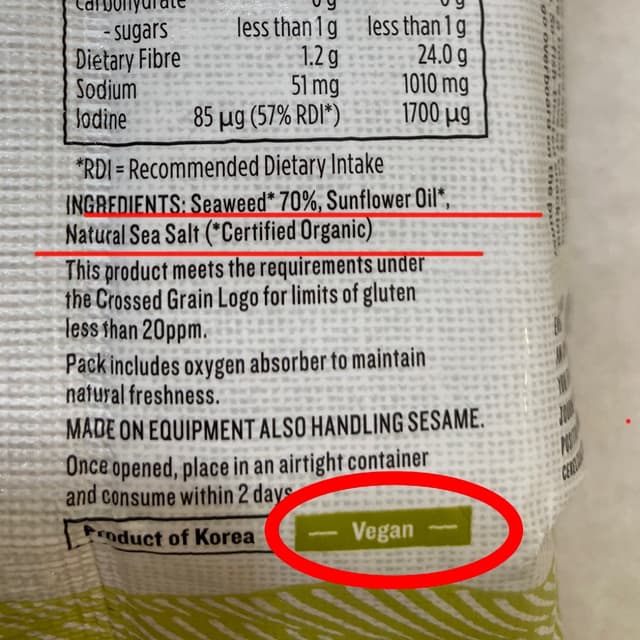 - sugars less than 1 g less than 1 g
Dietary Fibre 1.2 g 24.0 g
Sodium 51 mg 1010 mg
Iodine 85 µg (57% RDI*) 1700 µg
*RDI = Recommended Dietary Intake
INGREDIENTS: Seaweed* 70%, Sunflower Oil*,
Natural Sea Salt (*Certified Organic)
This product meets the requirements under
the Crossed Grain Logo for limits of gluten
less than 20ppm.
Pack includes oxygen absorber to maintain
natural freshness.
MADE ON EQUIPMENT ALSO HANDLING SESAME.
Once opened, place in an airtight container
and consume within 2 days
Product of Korea
Vegan